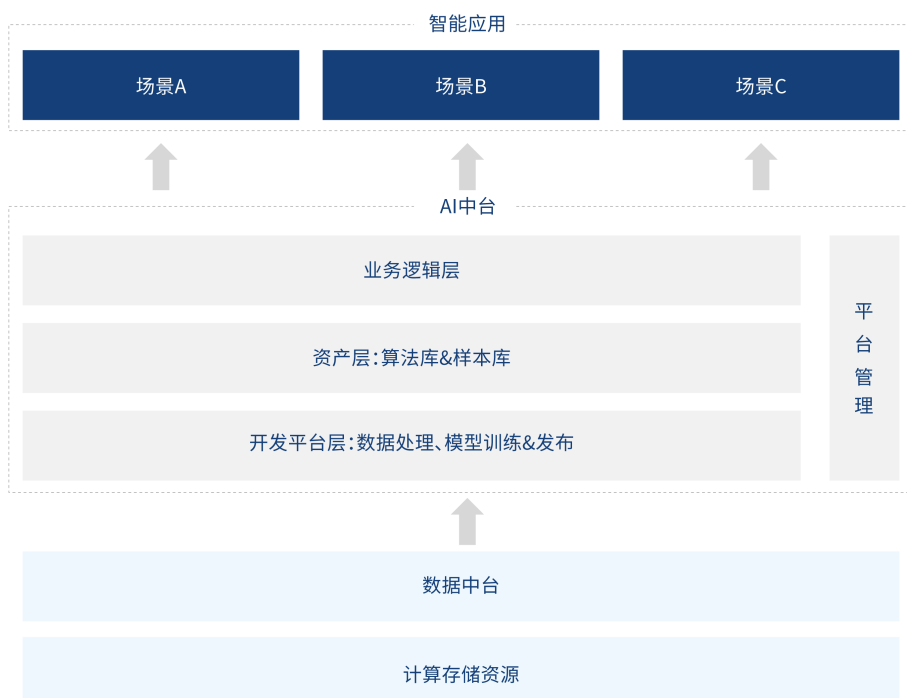 智能应用
场景A
场景B
场景C
AI中台
业务逻辑层
资产层：算法库&样本库
开发平台层：数据处理、模型训练&发布
平台管理
数据中台
计算存储资源